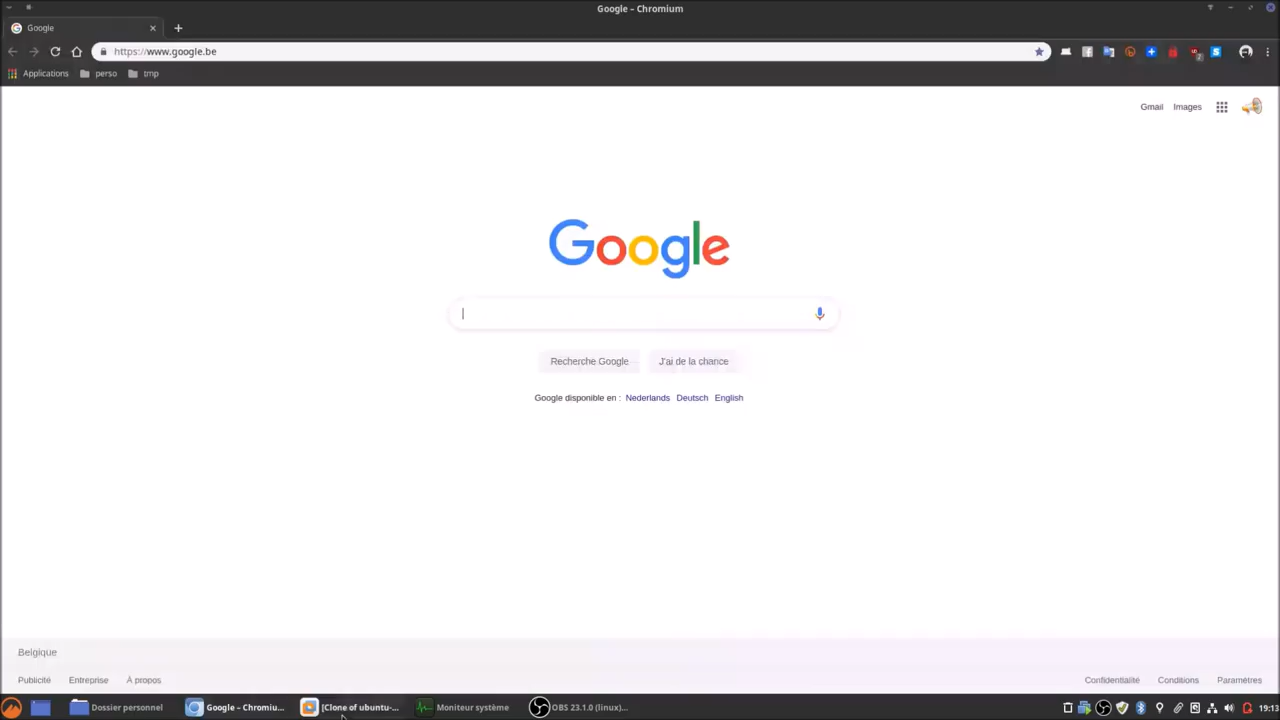 Google – Chromium
Google
https://www.google.be
Applications perso tmp
Gmail Images
Google
Recherche Google J'ai de la chance
Google disponible en : Nederlands Deutsch English
Belgique
Publicité Entreprise À propos Confidentialité Conditions Paramètres
Dossier personnel Google – Chromiu... [Clone of ubuntu-... Moniteur système OBS 23.1.0 (linux)... 19:13